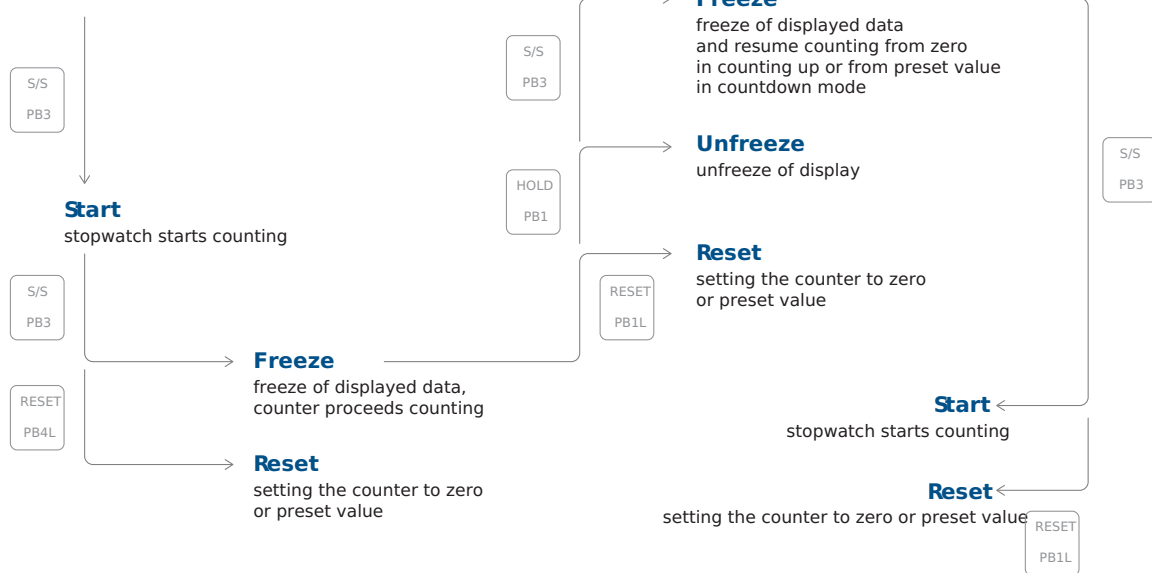 Freeze
freeze of displayed data
and resume counting from zero
in counting up or from preset value
in countdown mode
S/S
PB3
S/S
PB3
Unfreeze
unfreeze of display
S/S
PB3
HOLD
PB1
Start
stopwatch starts counting
Reset
setting the counter to zero
or preset value
S/S
PB3
RESET
PB1L
Freeze
freeze of displayed data,
counter proceeds counting
RESET
PB4L
Start
stopwatch starts counting
Reset
setting the counter to zero
or preset value
Reset
setting the counter to zero or preset value
RESET
PB1L